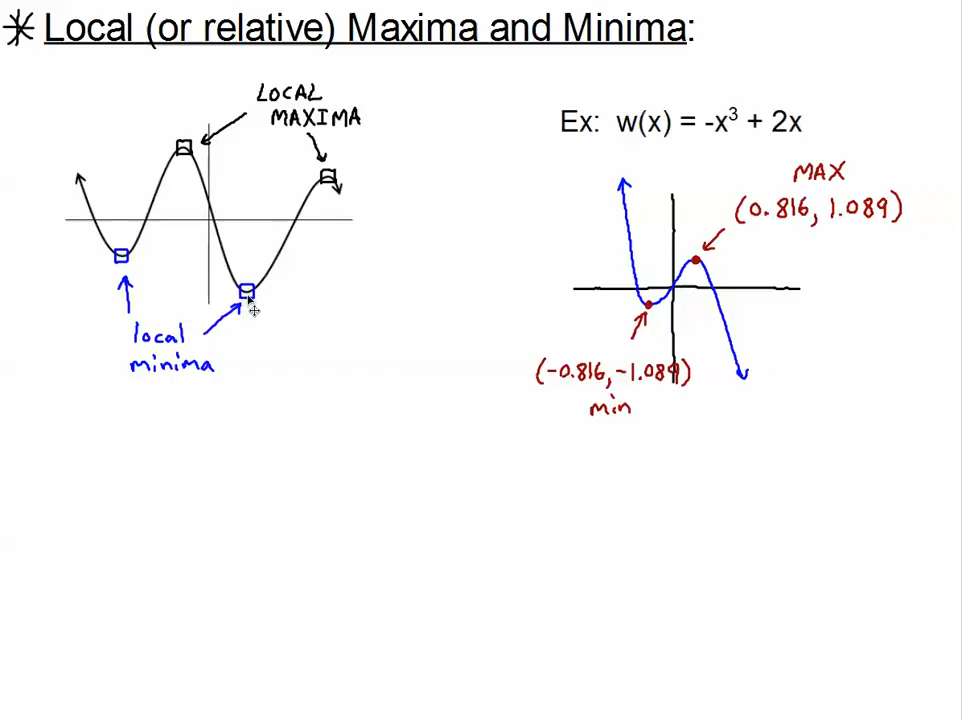 * Local (or relative) Maxima and Minima:
LOCAL
MAXIMA
local
minima
Ex: w(x) = -x³ + 2x
MAX
(0.816, 1.089)
(-0.816, -1.089)
min